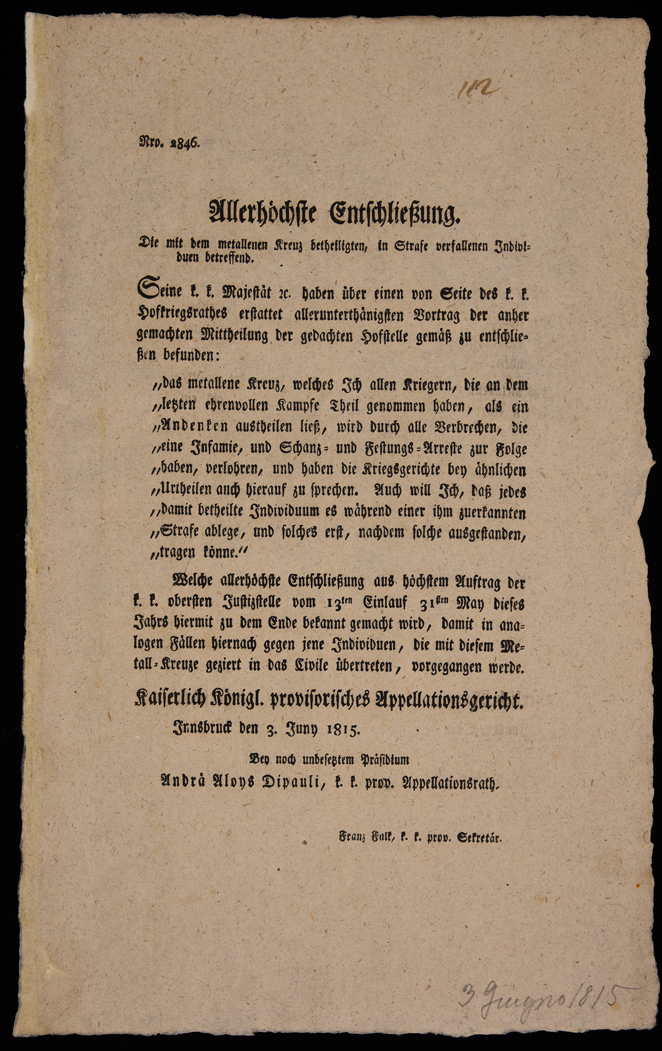 112
Nro. 2846.
Allerhöchste Entschließung.
Die mit dem metallenen Kreuz betheiligten, in Strafe verfallenen Indivi-
duen betreffend.
Seine k. k. Majestät ꝛc. haben über einen von Seite des k. k.
Hofkriegsrathes erstattet allerunterthänigsten Vortrag der anher
gemachten Mittheilung der gedachten Hofstelle gemäß zu entschlie-
ßen befunden:
„das metallene Kreuz, welches Ich allen Kriegern, die an dem
„letzten ehrenvollen Kampfe Theil genommen haben, als ein
„Andenken austheilen ließ, wird durch alle Verbrechen, die
„eine Infamie, und Schanz- und Festungs-Arreste zur Folge
„haben, verlohren, und haben die Kriegsgerichte bey ähnlichen
„Urtheilen auch hierauf zu sprechen. Auch will Ich, daß jedes
„damit betheilte Individuum es während einer ihm zuerkannten
„Strafe ablege, und solches erst, nachdem solche ausgestanden,
„tragen könne.“
Welche allerhöchste Entschließung aus höchstem Auftrag der
k. k. obersten Justizstelle vom 13ten Einlauf 31sten May dieses
Jahrs hiermit zu dem Ende bekannt gemacht wird, damit in ana-
logen Fällen hiernach gegen jene Individuen, die mit diesem Me-
tall-Kreuze geziert in das Civile übertreten, vorgegangen werde.
Kaiserlich Königl. provisorisches Appellationsgericht.
Innsbruck den 3. Juny 1815.
Bey noch unbesetztem Präsidium
Andrä Aloys Dipauli, k. k. prov. Appellationsrath.
Franz Falk, k. k. prov. Sekretär.
3 Giugno 1815